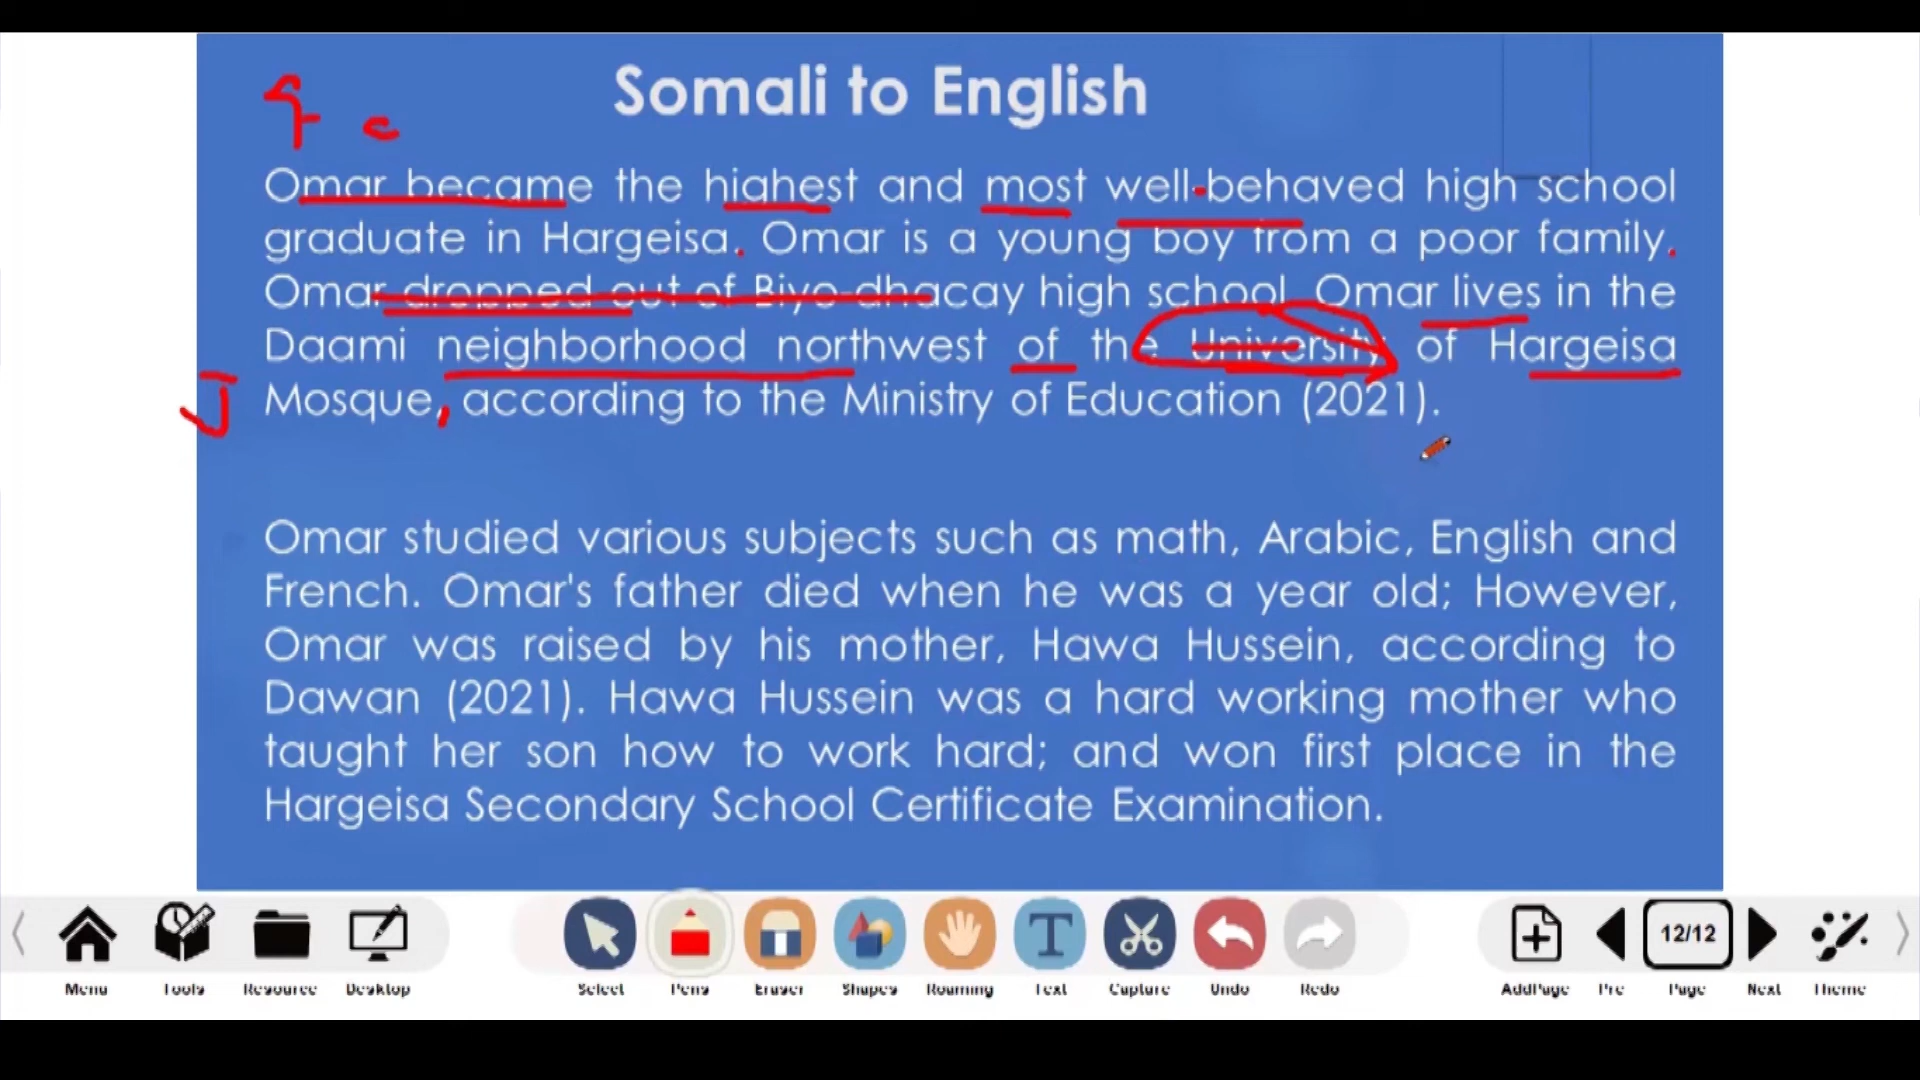 Somali to English
Omar became the highest and most well-behaved high school
graduate in Hargeisa. Omar is a young boy from a poor family.
Omar dropped out of Biyo-dhacay high school. Omar lives in the
Daami neighborhood northwest of the University of Hargeisa
Mosque, according to the Ministry of Education (2021).
Omar studied various subjects such as math, Arabic, English and
French. Omar's father died when he was a year old; However,
Omar was raised by his mother, Hawa Hussein, according to
Dawan (2021). Hawa Hussein was a hard working mother who
taught her son how to work hard; and won first place in the
Hargeisa Secondary School Certificate Examination.
12/12
Menu Tools Resource Desktop Select Pens Eraser Shapes Roaming Text Capture Undo Redo AddPage Pre Page Next Theme